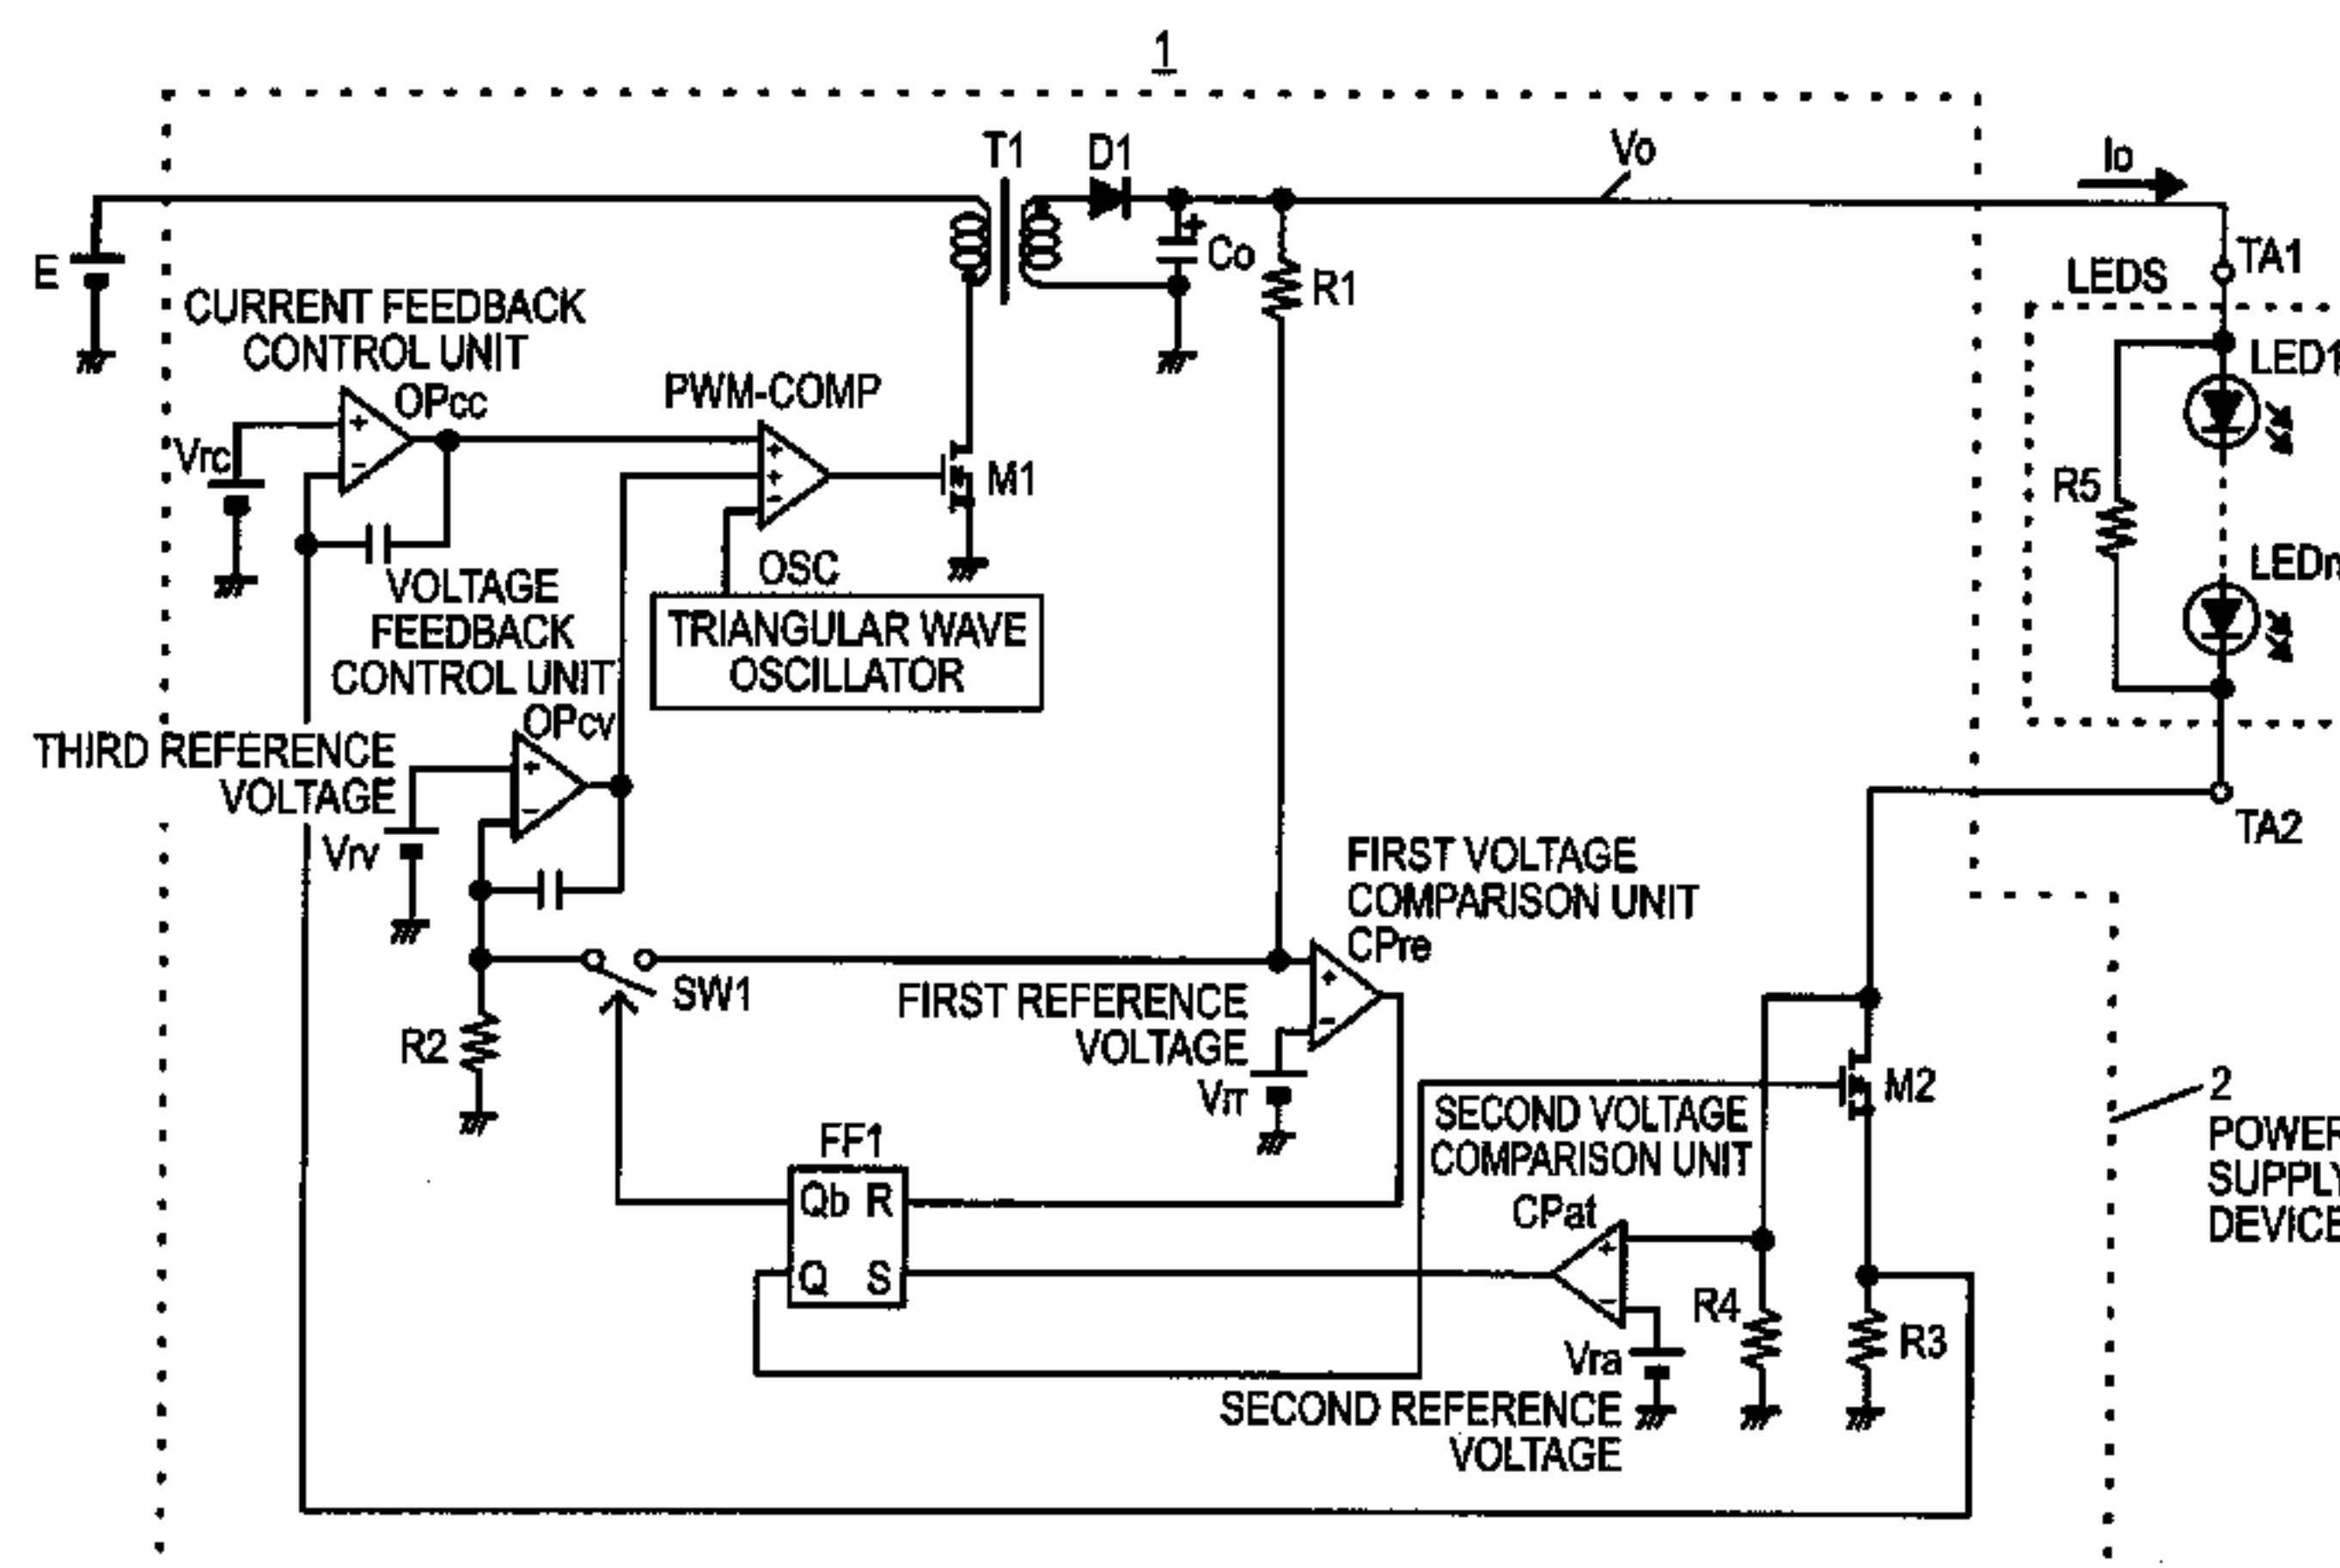 1
T1
D1
Vo
Io
E
+
Co
R1
TA1
LEDS
CURRENT FEEDBACK
CONTROL UNIT
OPcc
PWM-COMP
LED1
Vrc
+
-
+
+
-
M1
R5
OSC
LEDn
VOLTAGE
FEEDBACK
CONTROL UNIT
OPcv
TRIANGULAR WAVE
OSCILLATOR
THIRD REFERENCE
VOLTAGE
Vrv
+
-
TA2
FIRST VOLTAGE
COMPARISON UNIT
CPre
+
-
SW1
FIRST REFERENCE
VOLTAGE
R2
M2
2
POWER
SUPPLY
DEVICE
SECOND VOLTAGE
COMPARISON UNIT
CPat
FF1
Qb R
Q S
+
-
R4
R3
Vra
SECOND REFERENCE
VOLTAGE